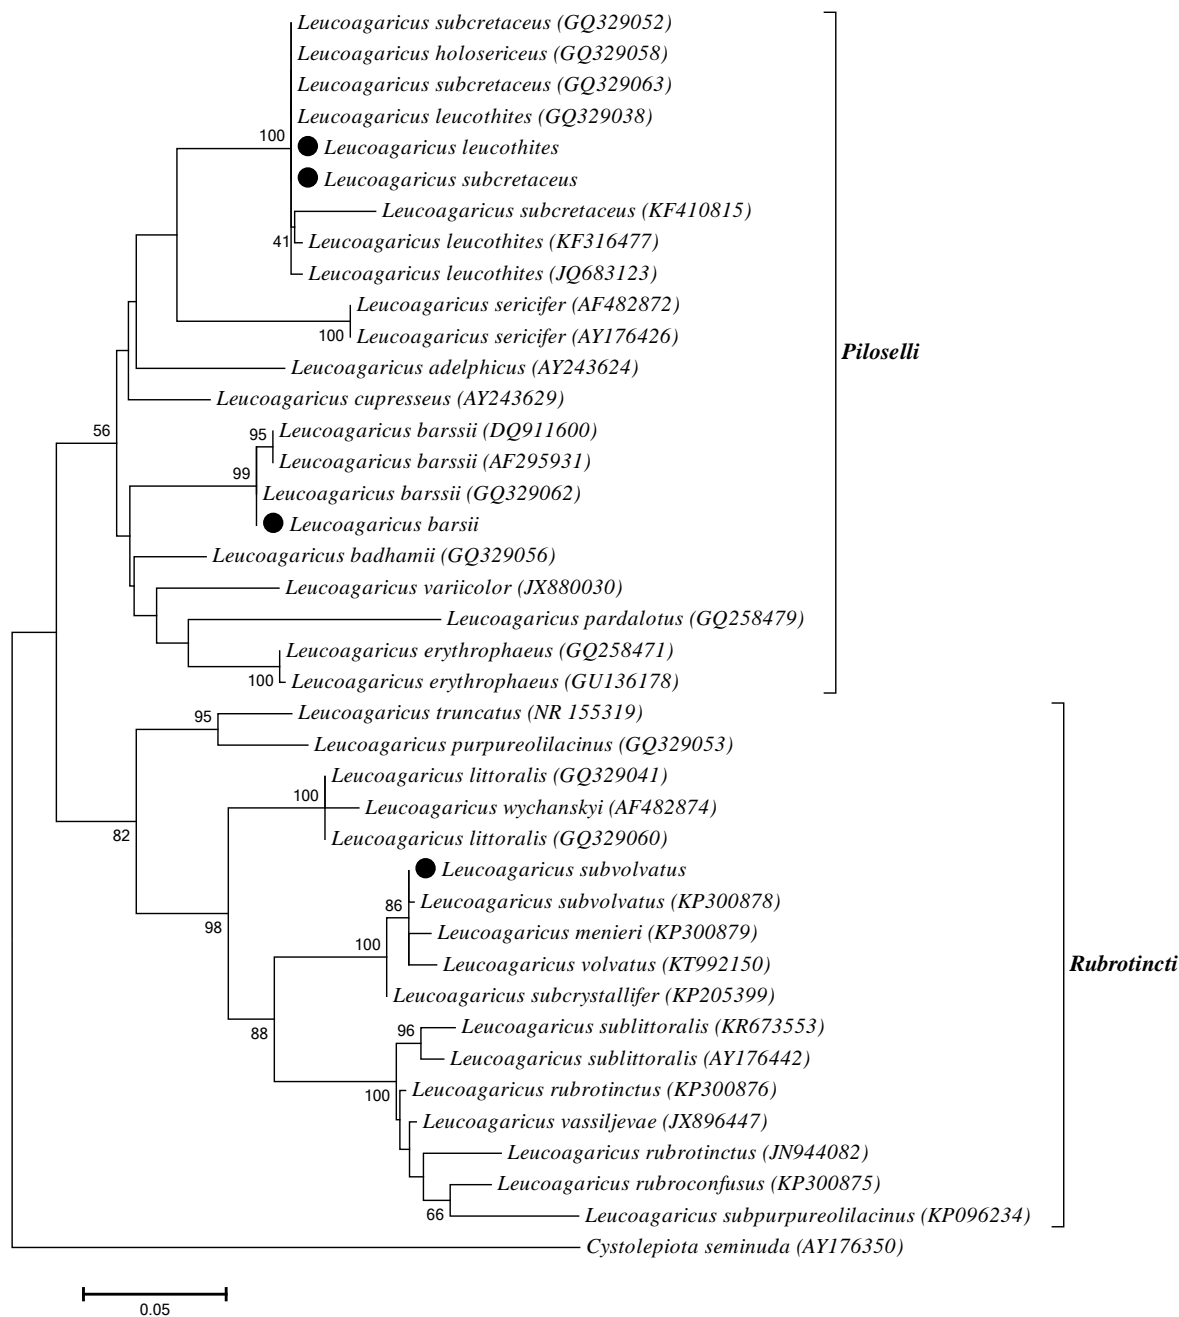 Leucoagaricus subcretaceus (GQ329052)
Leucoagaricus holosericeus (GQ329058)
Leucoagaricus subcretaceus (GQ329063)
Leucoagaricus leucothites (GQ329038)
100
Leucoagaricus leucothites
Leucoagaricus subcretaceus
Leucoagaricus subcretaceus (KF410815)
41
Leucoagaricus leucothites (KF316477)
Leucoagaricus leucothites (JQ683123)
Leucoagaricus sericifer (AF482872)
100
Leucoagaricus sericifer (AY176426)
Piloselli
Leucoagaricus adelphicus (AY243624)
Leucoagaricus cupresseus (AY243629)
56
95
Leucoagaricus barssii (DQ911600)
Leucoagaricus barssii (AF295931)
99
Leucoagaricus barssii (GQ329062)
Leucoagaricus barsii
Leucoagaricus badhamii (GQ329056)
Leucoagaricus variicolor (JX880030)
Leucoagaricus pardalotus (GQ258479)
Leucoagaricus erythrophaeus (GQ258471)
100
Leucoagaricus erythrophaeus (GU136178)
95
Leucoagaricus truncatus (NR 155319)
Leucoagaricus purpureolilacinus (GQ329053)
Leucoagaricus littoralis (GQ329041)
100
Leucoagaricus wychanskyi (AF482874)
82
Leucoagaricus littoralis (GQ329060)
Leucoagaricus subvolvatus
86
Leucoagaricus subvolvatus (KP300878)
98
Leucoagaricus menieri (KP300879)
100
Leucoagaricus volvatus (KT992150)
Rubrotincti
Leucoagaricus subcrystallifer (KP205399)
88
96
Leucoagaricus sublittoralis (KR673553)
Leucoagaricus sublittoralis (AY176442)
100
Leucoagaricus rubrotinctus (KP300876)
Leucoagaricus vassiljevae (JX896447)
Leucoagaricus rubrotinctus (JN944082)
Leucoagaricus rubroconfusus (KP300875)
66
Leucoagaricus subpurpureolilacinus (KP096234)
Cystolepiota seminuda (AY176350)
0.05